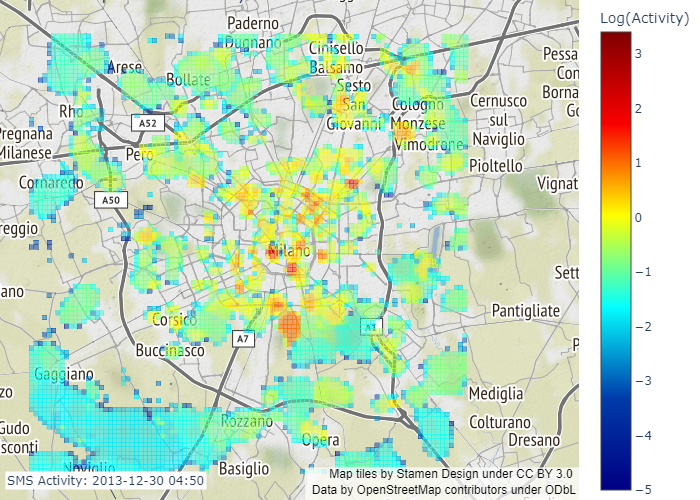 Paderno
Dugnano
Cinisello
Balsamo
Log(Activity)
Arese
Bollate
Sesto
San
Giovanni
Pessa
Con
Borna
Go
Rho
A52
Cologno
Monzese
Cernusco
sul
Naviglio
Pregnana
Milanese
Pero
Vimodrone
Pioltello
Cornaredo
A50
Vignat
reggio
Milano
Sett
ano
Pantigliate
Corsico
A7
Buccinasco
P
Gaggiano
zo
Mediglia
Rozzano
Colturano
Gudo
sconti
Opera
Dresano
Noviglio
Basiglio
SMS Activity: 2013-12-30 04:50
Map tiles by Stamen Design under CC BY 3.0
Data by OpenStreetMap contributors under ODbL
3
2
1
0
−1
−2
−3
−4
−5